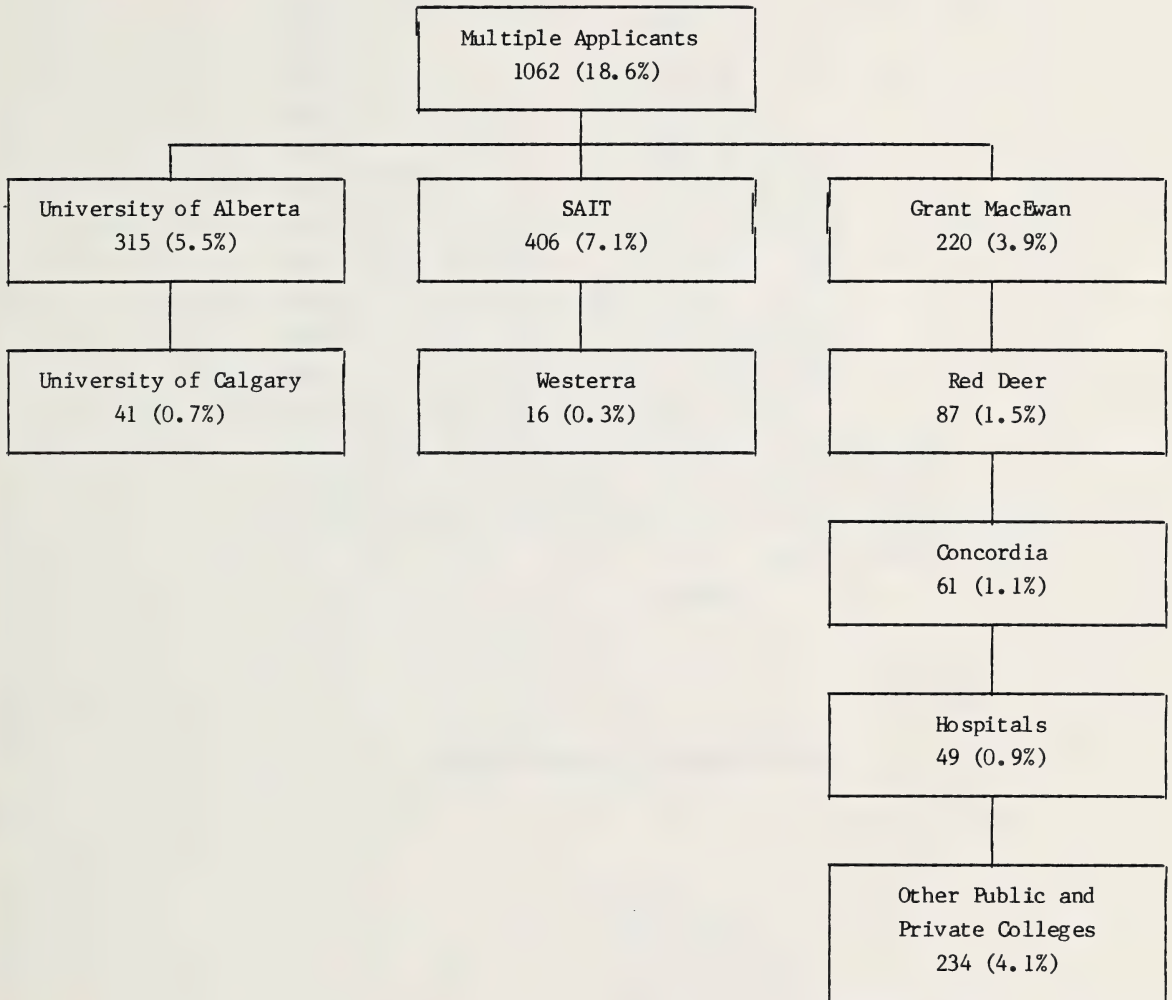 Multiple Applicants
1062 (18.6%)
University of Alberta
315 (5.5%)
SAIT
406 (7.1%)
Grant MacEwan
220 (3.9%)
University of Calgary
41 (0.7%)
Westerra
16 (0.3%)
Red Deer
87 (1.5%)
Concordia
61 (1.1%)
Hospitals
49 (0.9%)
Other Public and
Private Colleges
234 (4.1%)